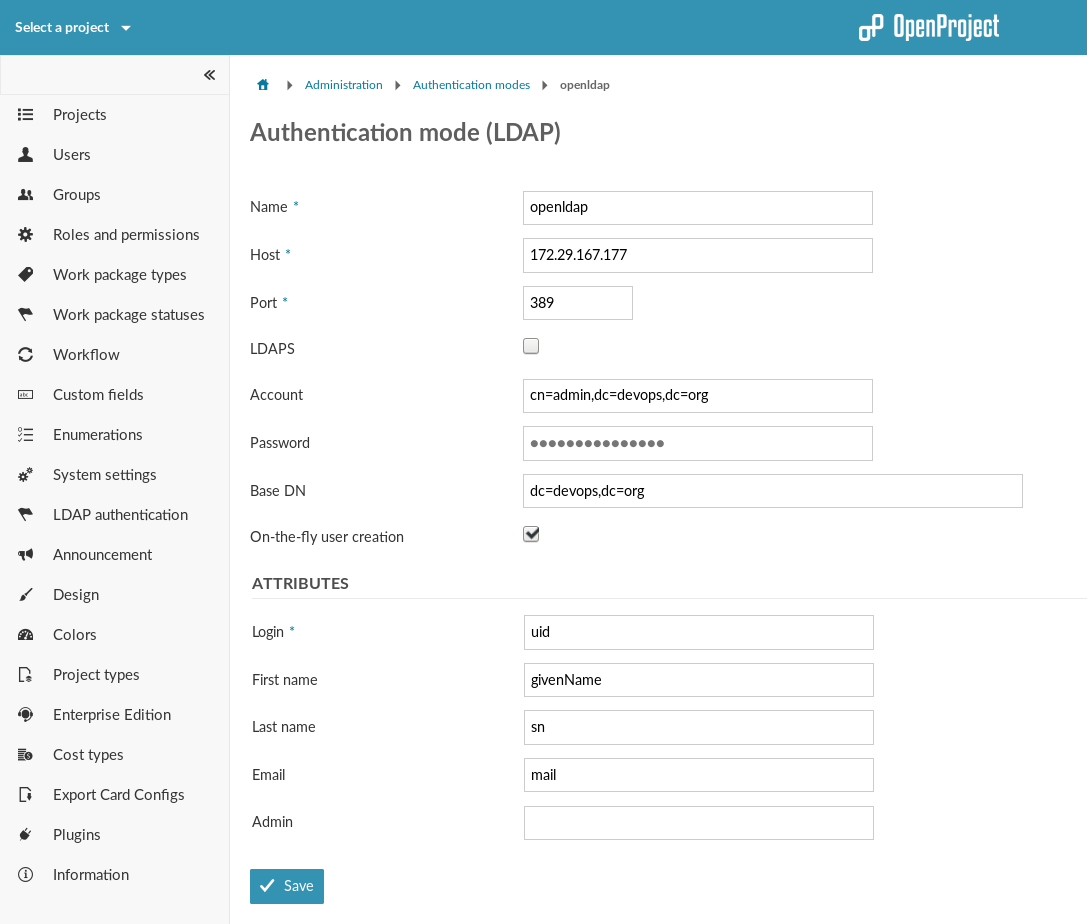 Select a project
OpenProject
Projects
Users
Groups
Roles and permissions
Work package types
Work package statuses
Workflow
Custom fields
Enumerations
System settings
LDAP authentication
Announcement
Design
Colors
Project types
Enterprise Edition
Cost types
Export Card Configs
Plugins
Information
Administration
Authentication modes
openldap
Authentication mode (LDAP)
Name * openldap
Host * 172.29.167.177
Port * 389
LDAPS
Account cn=admin,dc=devops,dc=org
Password ●●●●●●●●●●●●●●●
Base DN dc=devops,dc=org
On-the-fly user creation
ATTRIBUTES
Login * uid
First name givenName
Last name sn
Email mail
Admin
Save